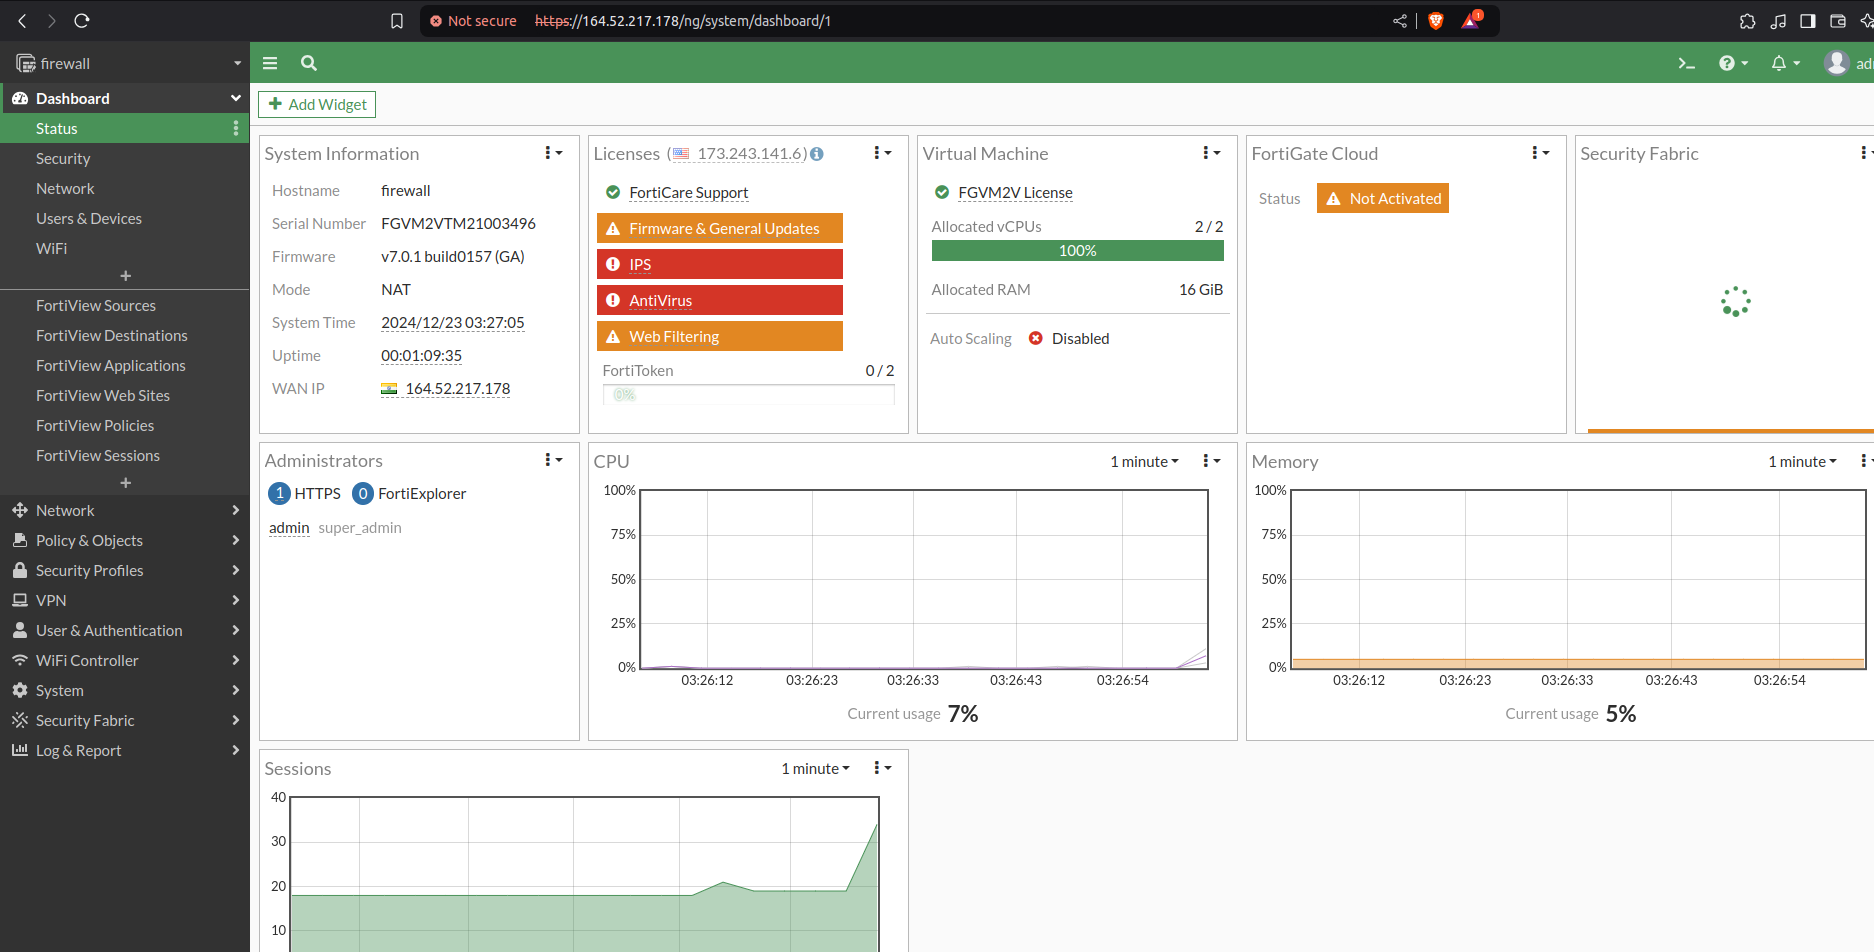 Not secure https://164.52.217.178/ng/system/dashboard/1
1
firewall
Dashboard
Status
Security
Network
Users & Devices
WiFi
+
FortiView Sources
FortiView Destinations
FortiView Applications
FortiView Web Sites
FortiView Policies
FortiView Sessions
+
Network
Policy & Objects
Security Profiles
VPN
User & Authentication
WiFi Controller
System
Security Fabric
Log & Report
>_ ? adm
+ Add Widget
System Information
Hostname firewall
Serial Number FGVM2VTM21003496
Firmware v7.0.1 build0157 (GA)
Mode NAT
System Time 2024/12/23 03:27:05
Uptime 00:01:09:35
WAN IP 164.52.217.178
Licenses (173.243.141.6)
FortiCare Support
Firmware & General Updates
IPS
AntiVirus
Web Filtering
FortiToken 0 / 2
0%
Virtual Machine
FGVM2V License
Allocated vCPUs 2 / 2
100%
Allocated RAM 16 GiB
Auto Scaling Disabled
FortiGate Cloud
Status Not Activated
Security Fabric
Administrators
1 HTTPS 0 FortiExplorer
admin super_admin
CPU 1 minute
100%
75%
50%
25%
0%
03:26:12 03:26:23 03:26:33 03:26:43 03:26:54
Current usage 7%
Memory 1 minute
100%
75%
50%
25%
0%
03:26:12 03:26:23 03:26:33 03:26:43 03:26:54
Current usage 5%
Sessions 1 minute
40
30
20
10